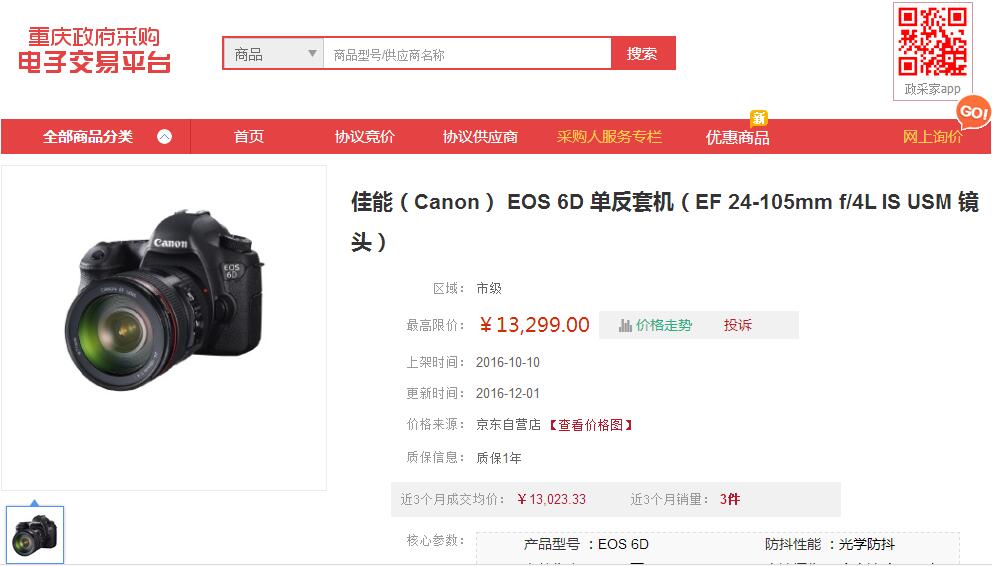 重庆政府采购
电子交易平台
商品 商品型号/供应商名称 搜索
政采家app
GO!
新
全部商品分类 首页 协议竞价 协议供应商 采购人服务专栏 优惠商品 网上询价
佳能（Canon） EOS 6D 单反套机（EF 24-105mm f/4L IS USM 镜
头）
Canon
EOS
6D
区域： 市级
最高限价： ￥13,299.00 价格走势 投诉
上架时间： 2016-10-10
更新时间： 2016-12-01
价格来源： 京东自营店【查看价格图】
质保信息： 质保1年
近3个月成交均价： ￥13,023.33 近3个月销量： 3件
核心参数： 产品型号 ：EOS 6D 防抖性能 ：光学防抖